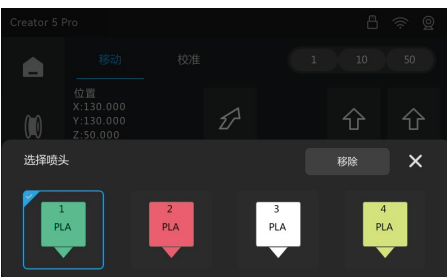 Creator 5 Pro
移动 校准 1 10 50
位置
X:130.000
Y:130.000
Z:50.000
选择喷头 移除
1 2 3 4
PLA PLA PLA PLA